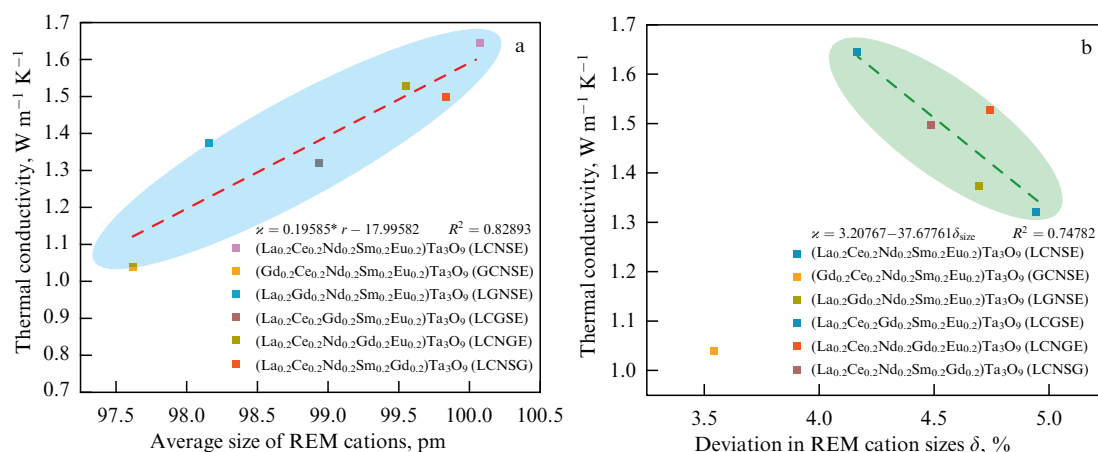 a
Thermal conductivity, W m⁻¹ K⁻¹
1.7
1.6
1.5
1.4
1.3
1.2
1.1
1.0
0.9
0.8
0.7
ϰ = 0.19585* r − 17.99582 R² = 0.82893
(La₀.₂Ce₀.₂Nd₀.₂Sm₀.₂Eu₀.₂)Ta₃O₉ (LCNSE)
(Gd₀.₂Ce₀.₂Nd₀.₂Sm₀.₂Eu₀.₂)Ta₃O₉ (GCNSE)
(La₀.₂Gd₀.₂Nd₀.₂Sm₀.₂Eu₀.₂)Ta₃O₉ (LGNSE)
(La₀.₂Ce₀.₂Gd₀.₂Sm₀.₂Eu₀.₂)Ta₃O₉ (LCGSE)
(La₀.₂Ce₀.₂Nd₀.₂Gd₀.₂Eu₀.₂)Ta₃O₉ (LCNGE)
(La₀.₂Ce₀.₂Nd₀.₂Sm₀.₂Gd₀.₂)Ta₃O₉ (LCNSG)
97.5 98.0 98.5 99.0 99.5 100.0 100.5
Average size of REM cations, pm
b
Thermal conductivity, W m⁻¹ K⁻¹
1.7
1.6
1.5
1.4
1.3
1.2
1.1
1.0
ϰ = 3.20767−37.67761δsize R² = 0.74782
(La₀.₂Ce₀.₂Nd₀.₂Sm₀.₂Eu₀.₂)Ta₃O₉ (LCNSE)
(Gd₀.₂Ce₀.₂Nd₀.₂Sm₀.₂Eu₀.₂)Ta₃O₉ (GCNSE)
(La₀.₂Gd₀.₂Nd₀.₂Sm₀.₂Eu₀.₂)Ta₃O₉ (LGNSE)
(La₀.₂Ce₀.₂Gd₀.₂Sm₀.₂Eu₀.₂)Ta₃O₉ (LCGSE)
(La₀.₂Ce₀.₂Nd₀.₂Gd₀.₂Eu₀.₂)Ta₃O₉ (LCNGE)
(La₀.₂Ce₀.₂Nd₀.₂Sm₀.₂Gd₀.₂)Ta₃O₉ (LCNSG)
3.5 4.0 4.5 5.0
Deviation in REM cation sizes δ, %